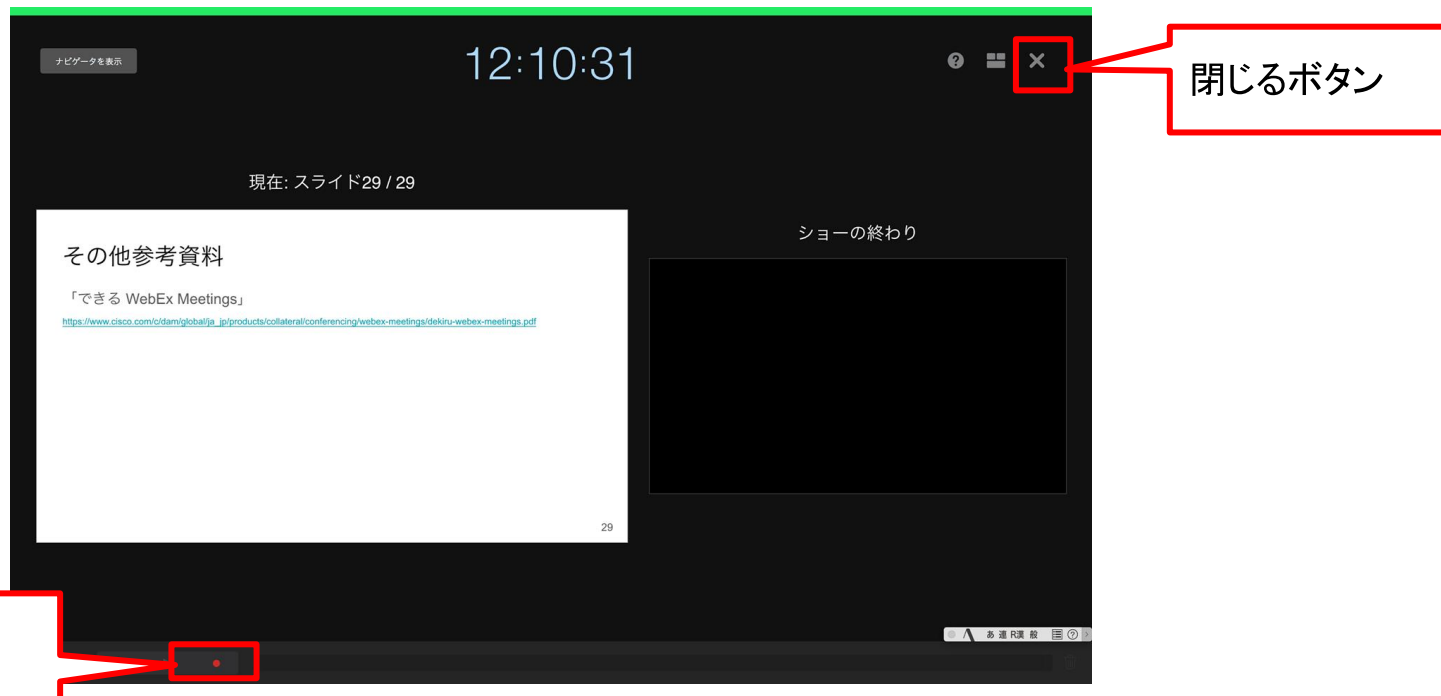 ナビゲータを表示
12:10:31
閉じるボタン
現在: スライド29 / 29
ショーの終わり
その他参考資料
「できる WebEx Meetings」
https://www.cisco.com/c/dam/global/ja_jp/products/collateral/conferencing/webex-meetings/dekiru-webex-meetings.pdf
29
あ 連 R漢 般